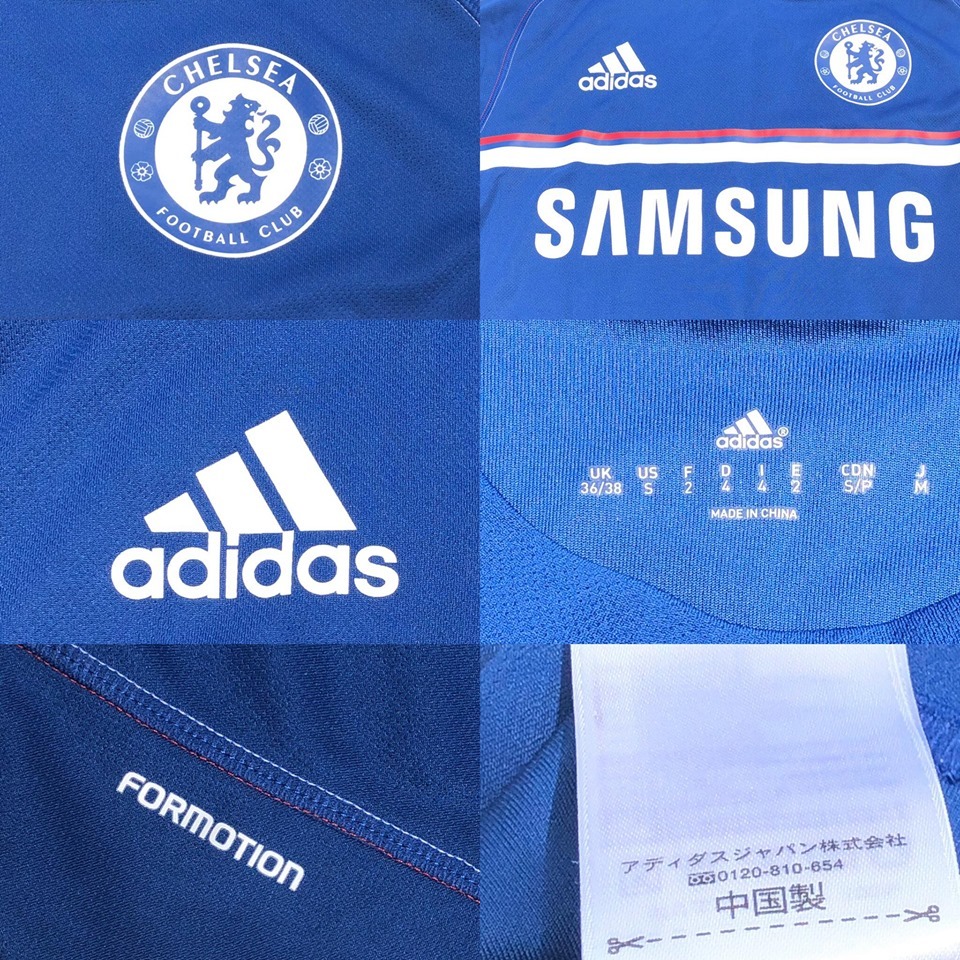 CHELSEA
FOOTBALL CLUB
adidas
CHELSEA
FOOTBALL CLUB
SAMSUNG
adidas
adidas®
UK US F D I E CDN J
36/38 S 2 4 4 2 S/P M
MADE IN CHINA
FORMOTION
アディダスジャパン株式会社
0120-810-654
中国製